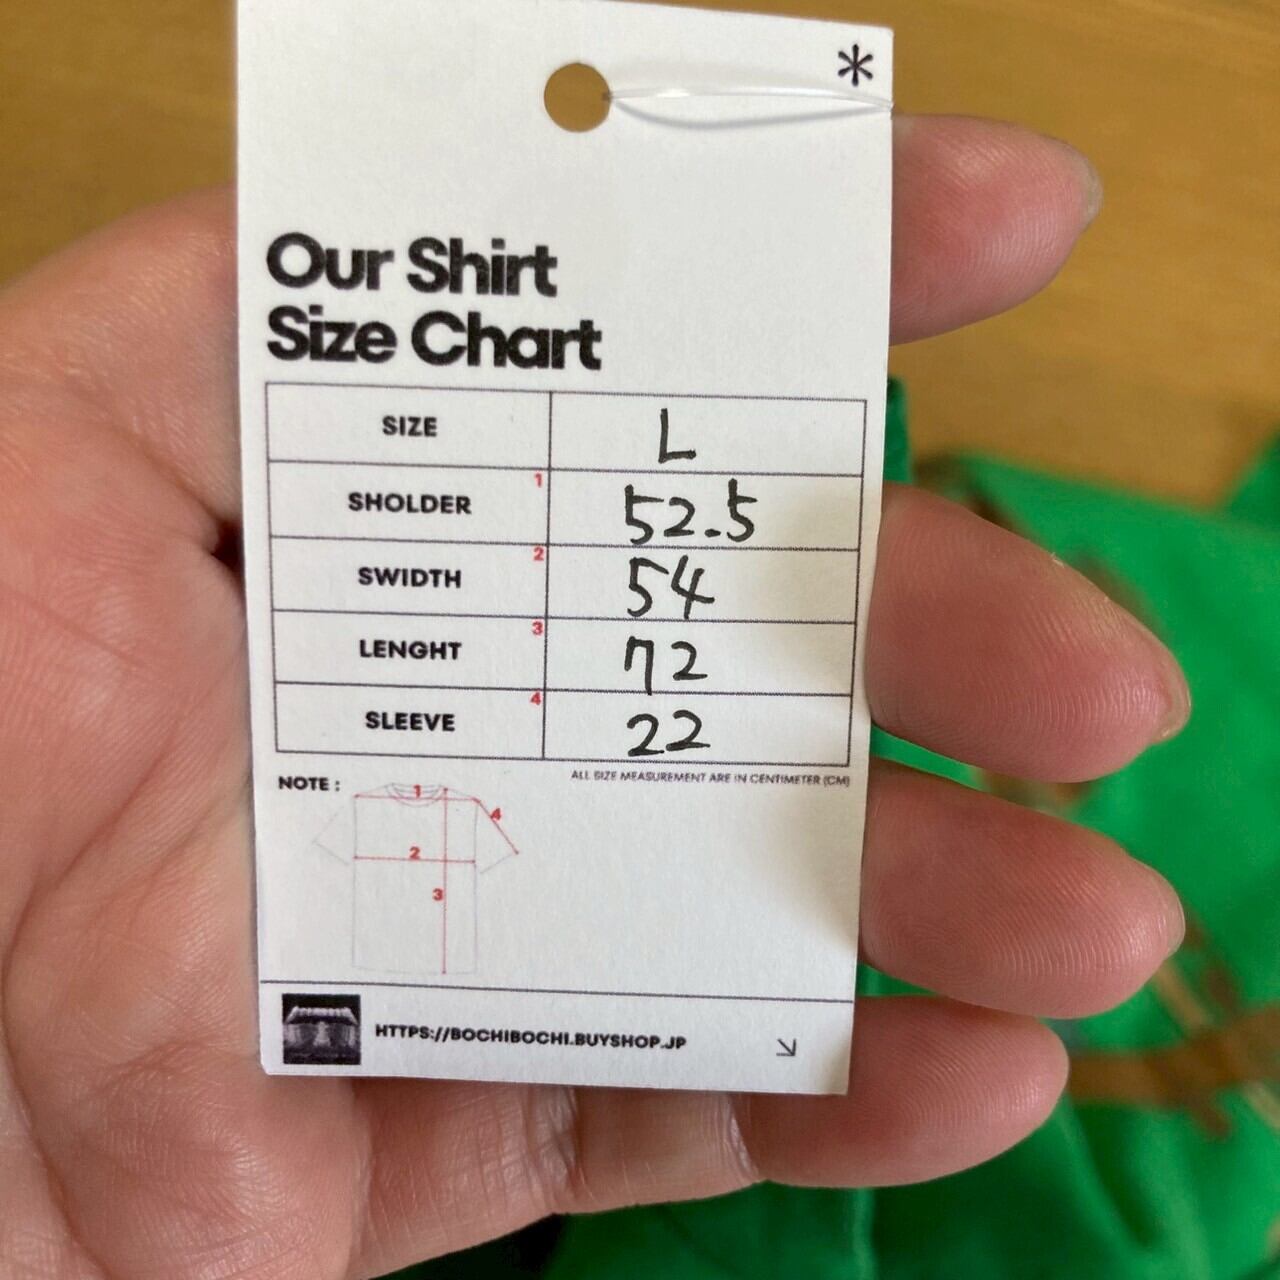 *
Our Shirt
Size Chart
SIZE L
SHOLDER 1 52.5
SWIDTH 2 54
LENGHT 3 72
SLEEVE 4 22
NOTE : ALL SIZE MEASUREMENT ARE IN CENTIMETER (CM)
1
4
2
3
HTTPS://BOCHIBOCHI.BUYSHOP.JP